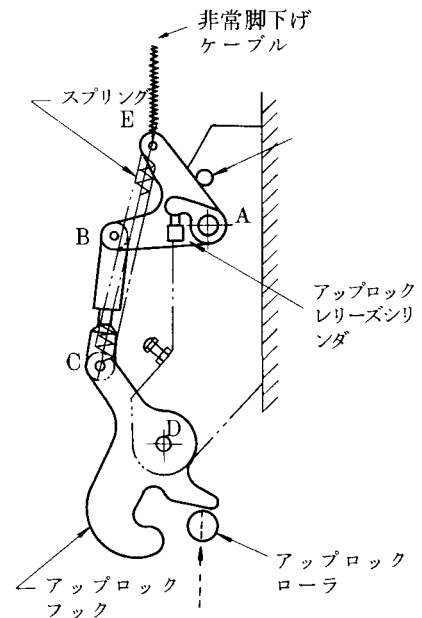 非常脚下げ
ケーブル
スプリング
E
A
B
アップロック
レリーズシリ
ンダ
C
D
アップロック
ローラ
アップロック
フック